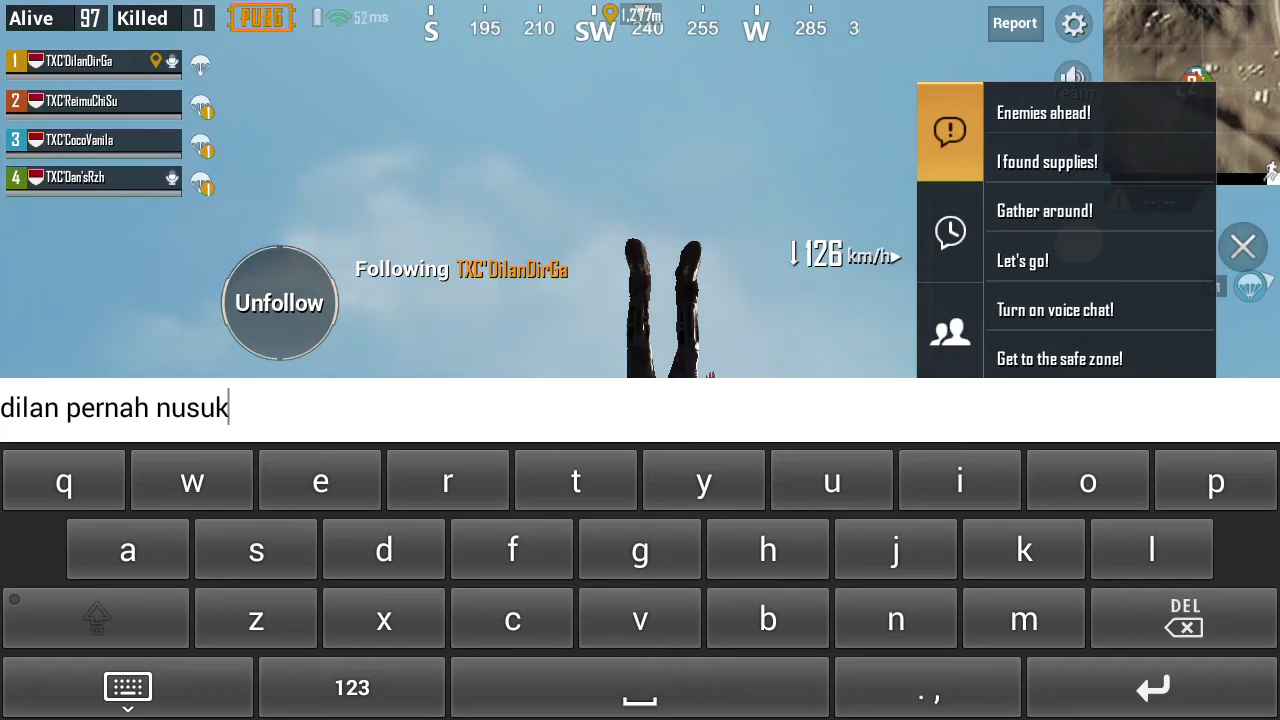 Alive 97 Killed 0 PUBG 52ms
1,277m
S 195 210 SW 240 255 W 285 3
Report
1 TXC'DilanDirGa
2 TXC'ReimuChiSu
3 TXC'CocoVanila
4 TXC'Dan'sRzh
Team
2
Enemies ahead!
I found supplies!
Gather around!
Let's go!
Turn on voice chat!
Get to the safe zone!
Unfollow
Following TXC'DilanDirGa
126 km/h
dilan pernah nusuk
q w e r t y u i o p
a s d f g h j k l
z x c v b n m DEL
123 . ,